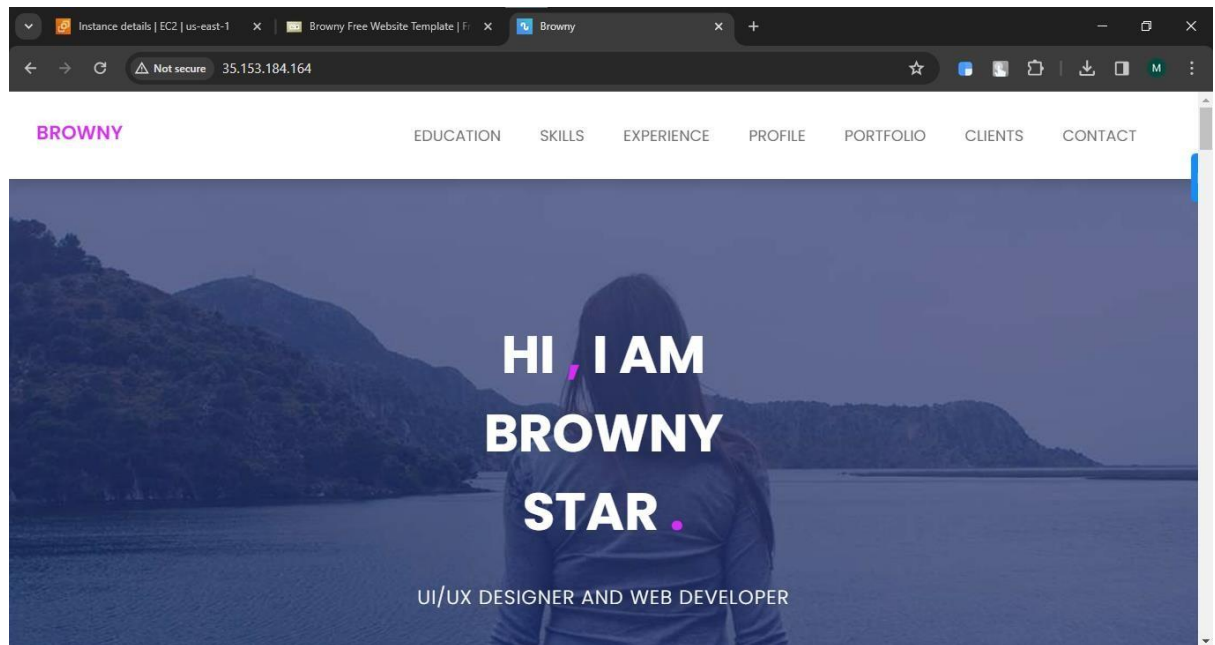 Instance details | EC2 | us-east-1
Browny Free Website Template | Fr
Browny
Not secure 35.153.184.164
M
BROWNY
EDUCATION SKILLS EXPERIENCE PROFILE PORTFOLIO CLIENTS CONTACT
HI , I AM
BROWNY
STAR .
UI/UX DESIGNER AND WEB DEVELOPER